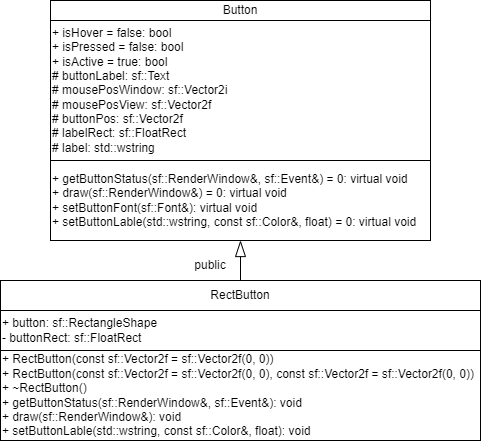 Button
+ isHover = false: bool
+ isPressed = false: bool
+ isActive = true: bool
# buttonLabel: sf::Text
# mousePosWindow: sf::Vector2i
# mousePosView: sf::Vector2f
# buttonPos: sf::Vector2f
# labelRect: sf::FloatRect
# label: std::wstring
+ getButtonStatus(sf::RenderWindow&, sf::Event&) = 0: virtual void
+ draw(sf::RenderWindow&) = 0: virtual void
+ setButtonFont(sf::Font&): virtual void
+ setButtonLable(std::wstring, const sf::Color&, float) = 0: virtual void
public
RectButton
+ button: sf::RectangleShape
- buttonRect: sf::FloatRect
+ RectButton(const sf::Vector2f = sf::Vector2f(0, 0))
+ RectButton(const sf::Vector2f = sf::Vector2f(0, 0), const sf::Vector2f = sf::Vector2f(0, 0))
+ ~RectButton()
+ getButtonStatus(sf::RenderWindow&, sf::Event&): void
+ draw(sf::RenderWindow&): void
+ setButtonLable(std::wstring, const sf::Color&, float): void